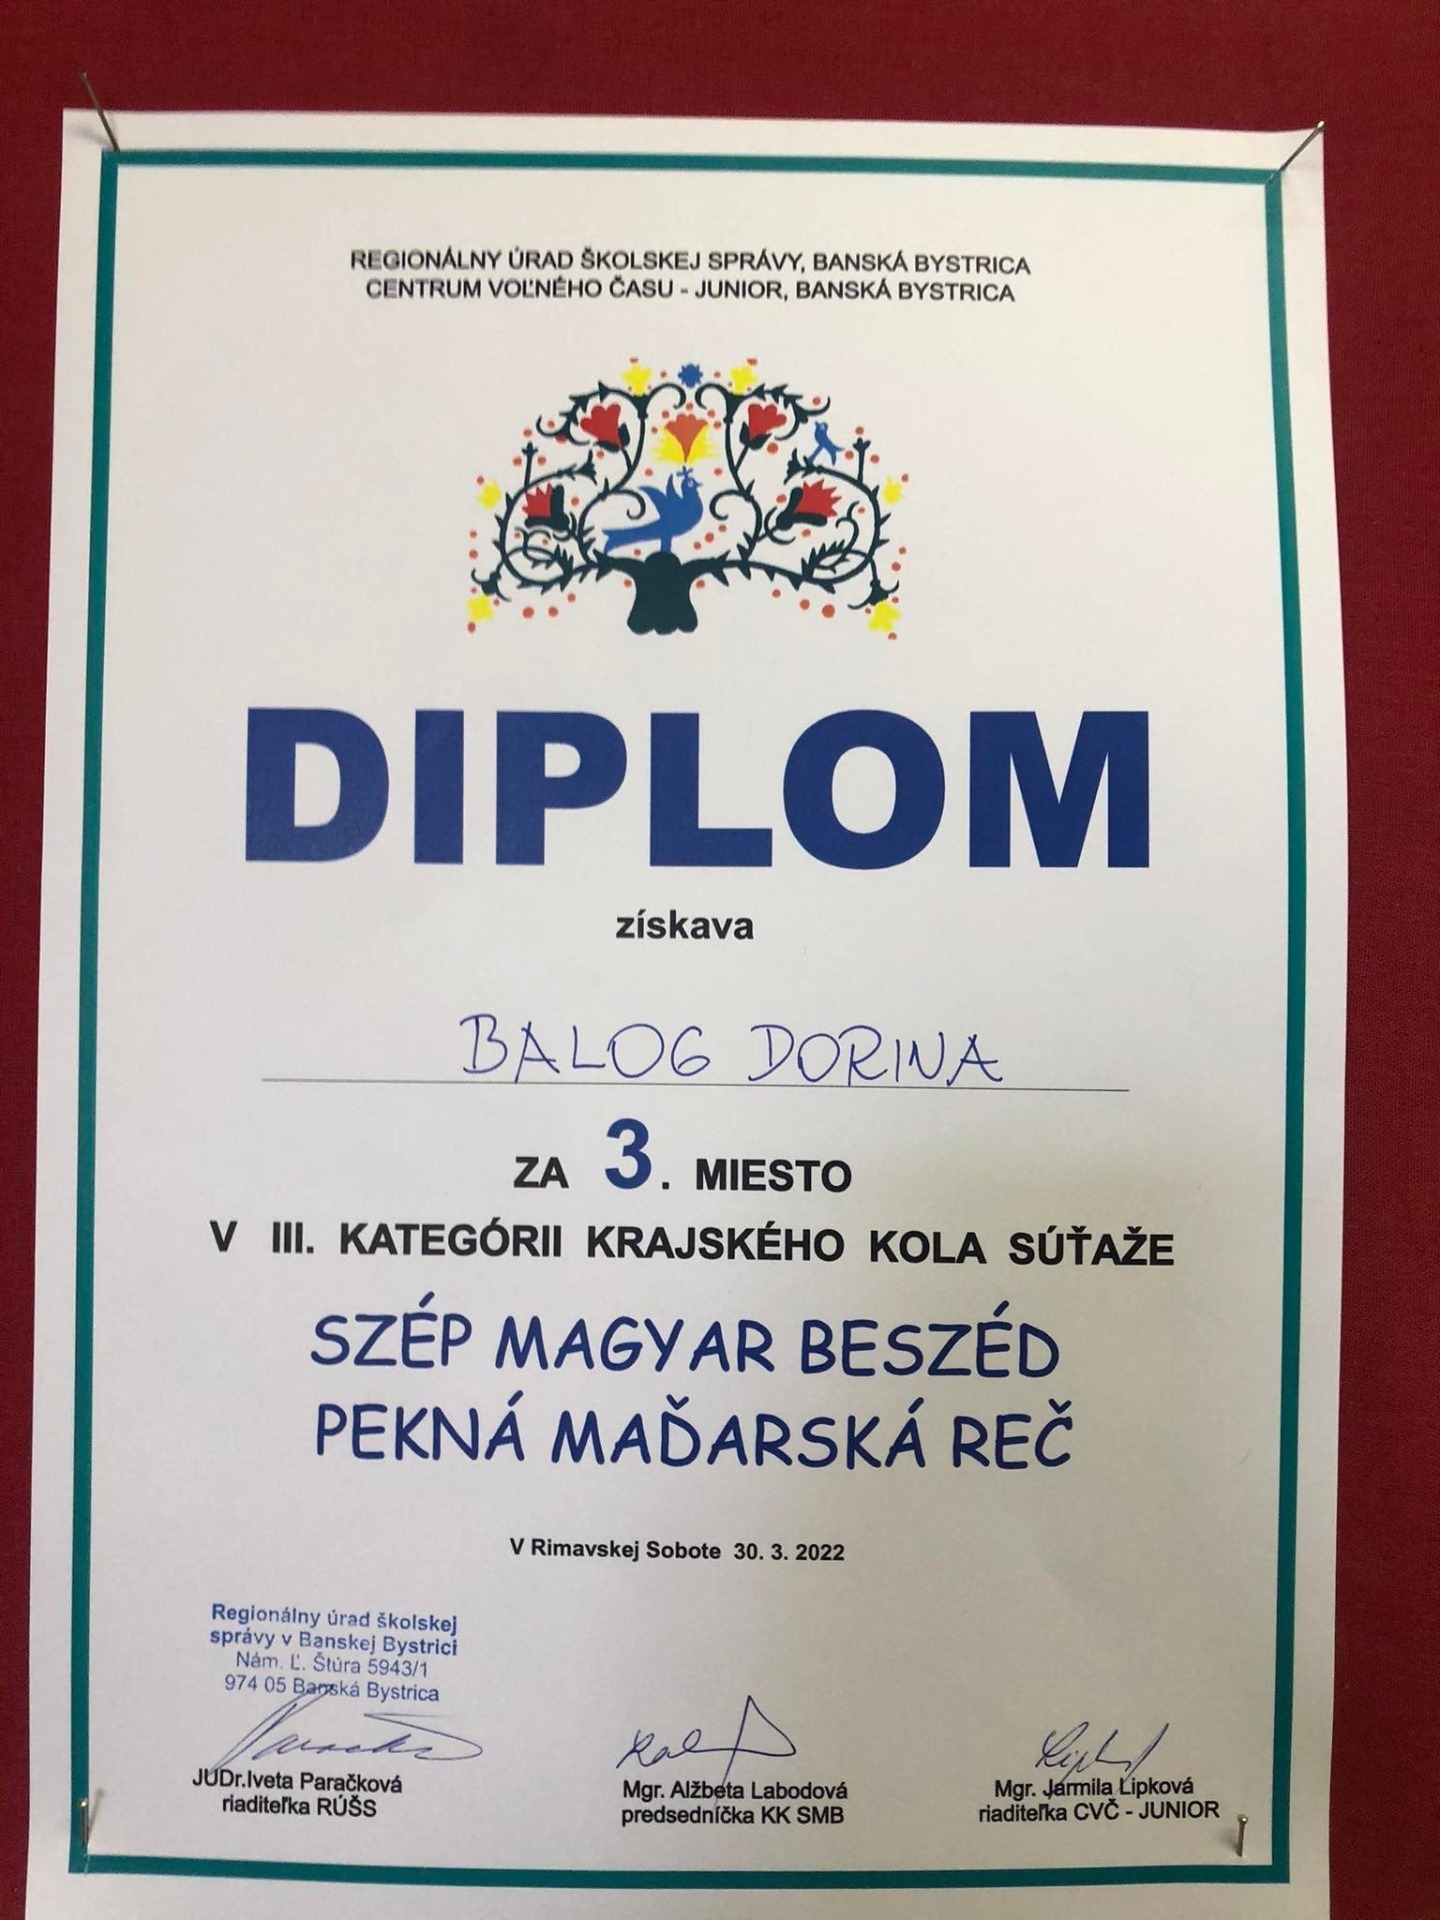 REGIONÁLNY ÚRAD ŠKOLSKEJ SPRÁVY, BANSKÁ BYSTRICA
CENTRUM VOĽNÉHO ČASU - JUNIOR, BANSKÁ BYSTRICA
DIPLOM
získava
BALOG DORINA
ZA 3. MIESTO
V III. KATEGÓRII KRAJSKÉHO KOLA SÚŤAŽE
SZÉP MAGYAR BESZÉD
PEKNÁ MAĎARSKÁ REČ
V Rimavskej Sobote 30. 3. 2022
Regionálny úrad školskej
správy v Banskej Bystrici
Nám. Ľ. Štúra 5943/1
974 05 Banská Bystrica
JUDr.Iveta Paračková
riaditeľka RÚŠS
Mgr. Alžbeta Labodová
predsedníčka KK SMB
Mgr. Jarmila Lipková
riaditeľka CVČ - JUNIOR